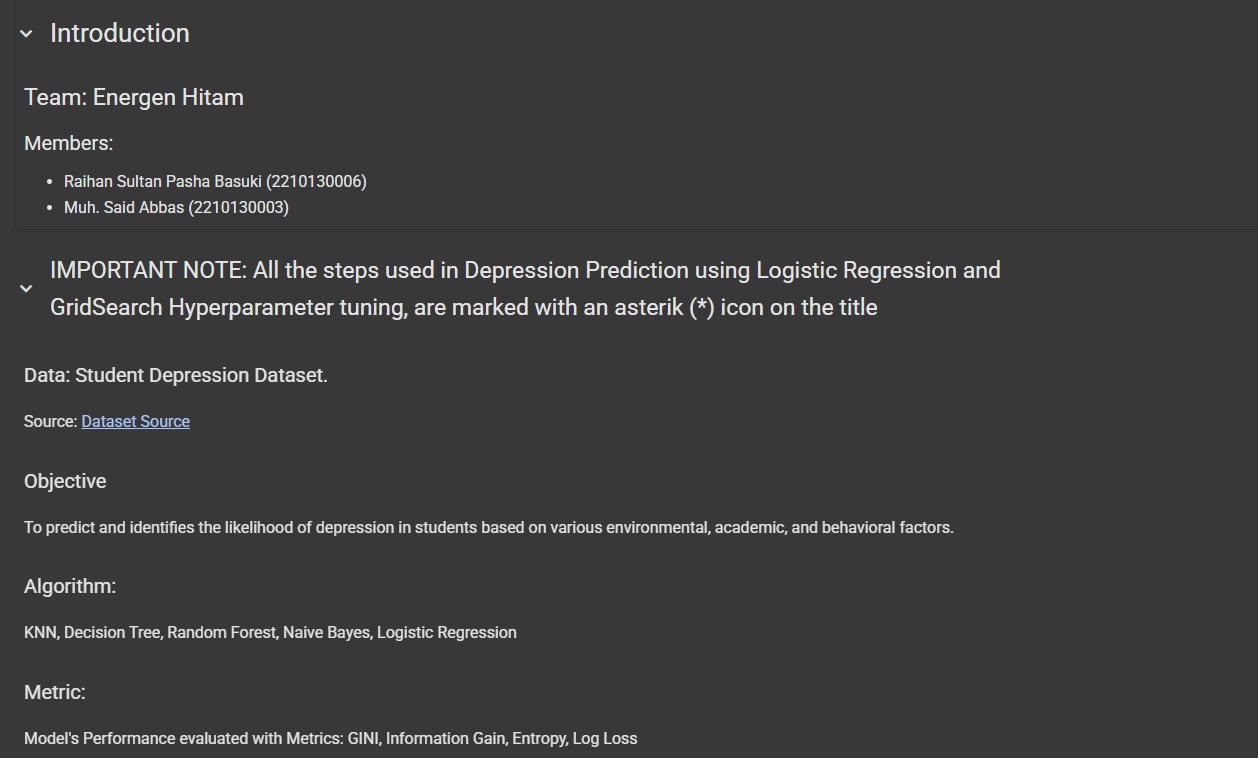 Introduction
Team: Energen Hitam
Members:
• Raihan Sultan Pasha Basuki (2210130006)
• Muh. Said Abbas (2210130003)
IMPORTANT NOTE: All the steps used in Depression Prediction using Logistic Regression and
GridSearch Hyperparameter tuning, are marked with an asterik (*) icon on the title
Data: Student Depression Dataset.
Source: Dataset Source
Objective
To predict and identifies the likelihood of depression in students based on various environmental, academic, and behavioral factors.
Algorithm:
KNN, Decision Tree, Random Forest, Naive Bayes, Logistic Regression
Metric:
Model's Performance evaluated with Metrics: GINI, Information Gain, Entropy, Log Loss